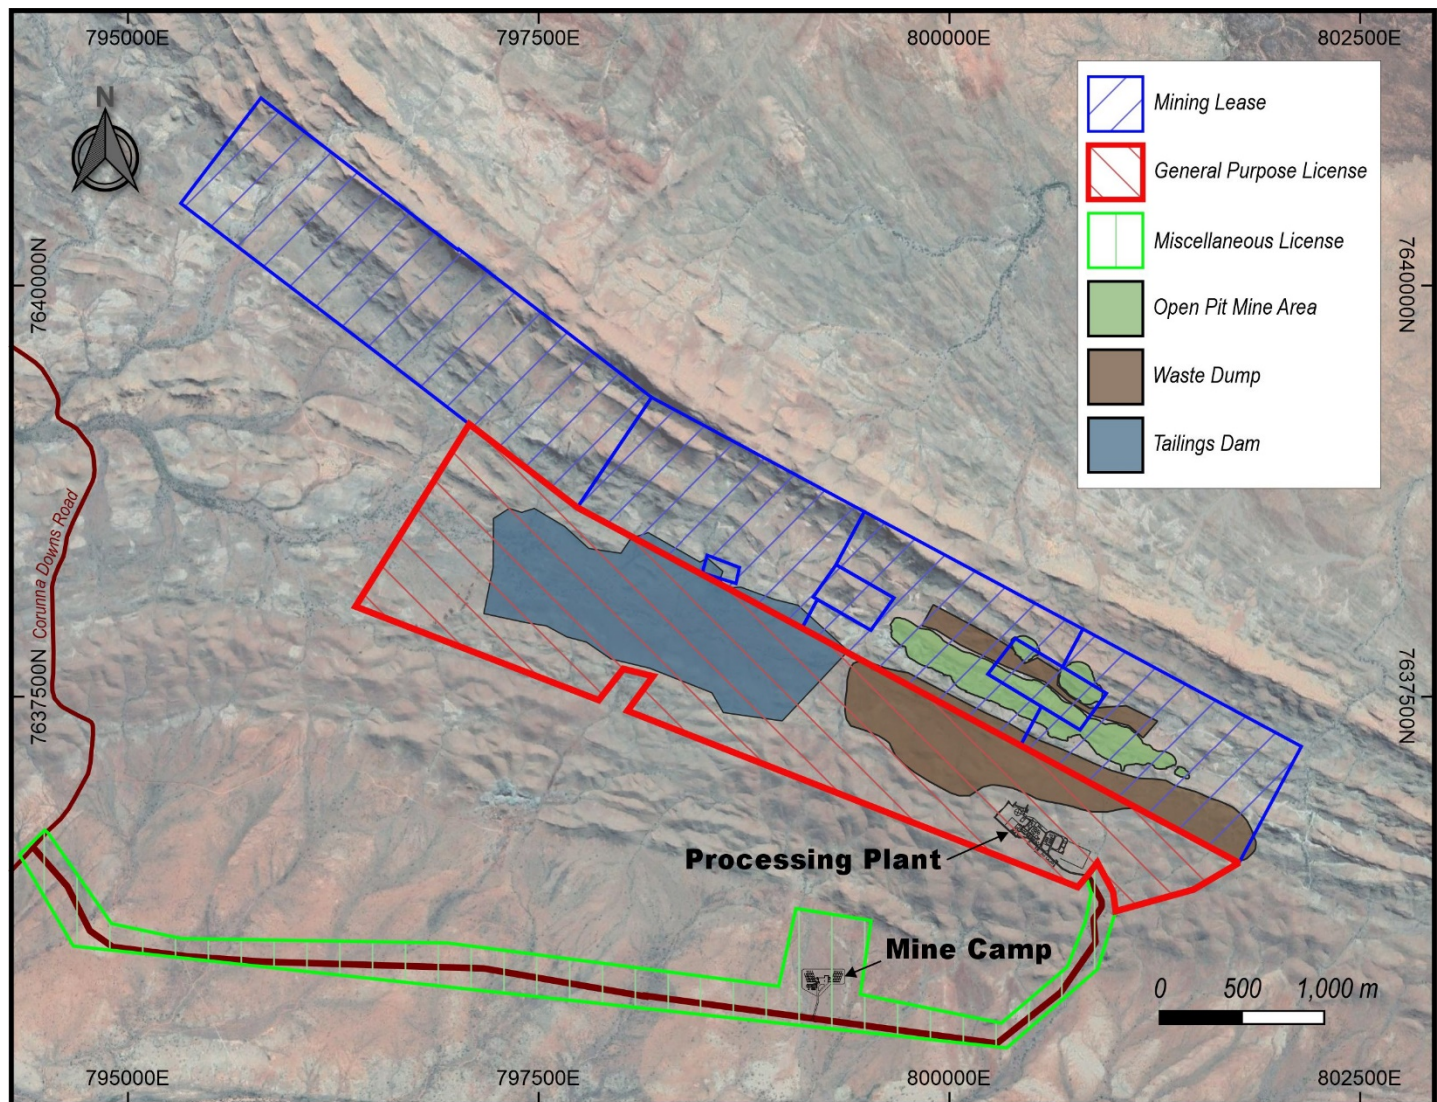 795000E
797500E
800000E
802500E
N
Mining Lease
General Purpose License
Miscellaneous License
Open Pit Mine Area
Waste Dump
Tailings Dam
7640000N
7640000N
Corunna Downs Road
7637500N
7637500N
Processing Plant
Mine Camp
0 500 1,000 m
795000E
797500E
800000E
802500E